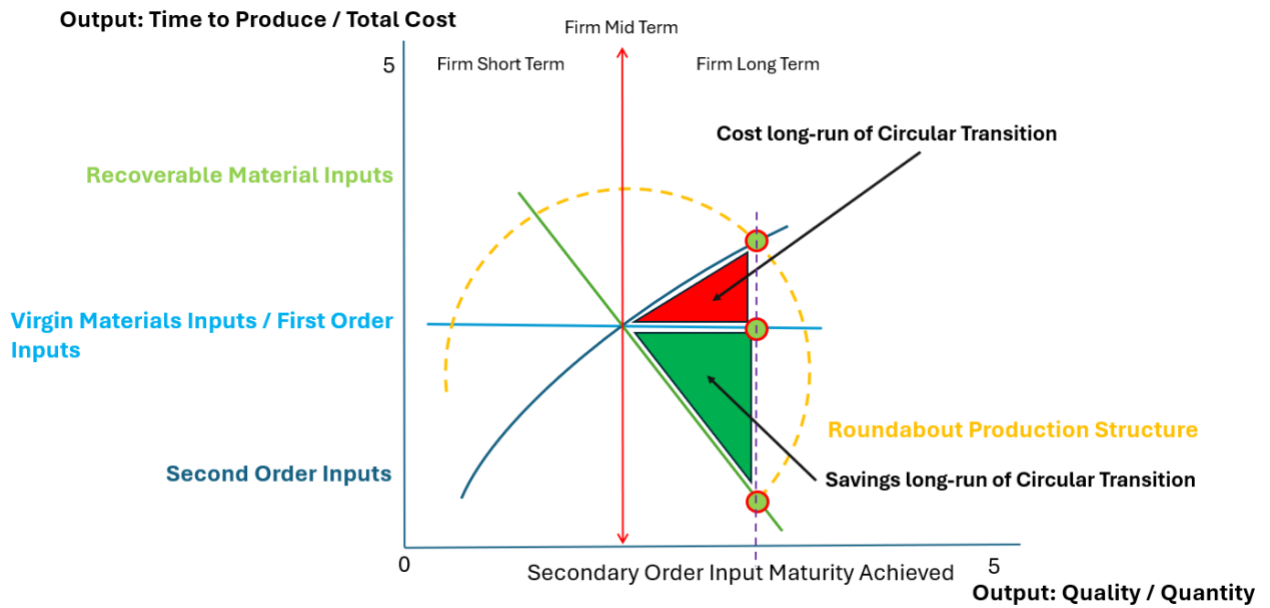 Output: Time to Produce / Total Cost
Firm Mid Term
5
Firm Short Term
Firm Long Term
Cost long-run of Circular Transition
Recoverable Material Inputs
Virgin Materials Inputs / First Order
Inputs
Roundabout Production Structure
Second Order Inputs
Savings long-run of Circular Transition
0
Secondary Order Input Maturity Achieved
5
Output: Quality / Quantity